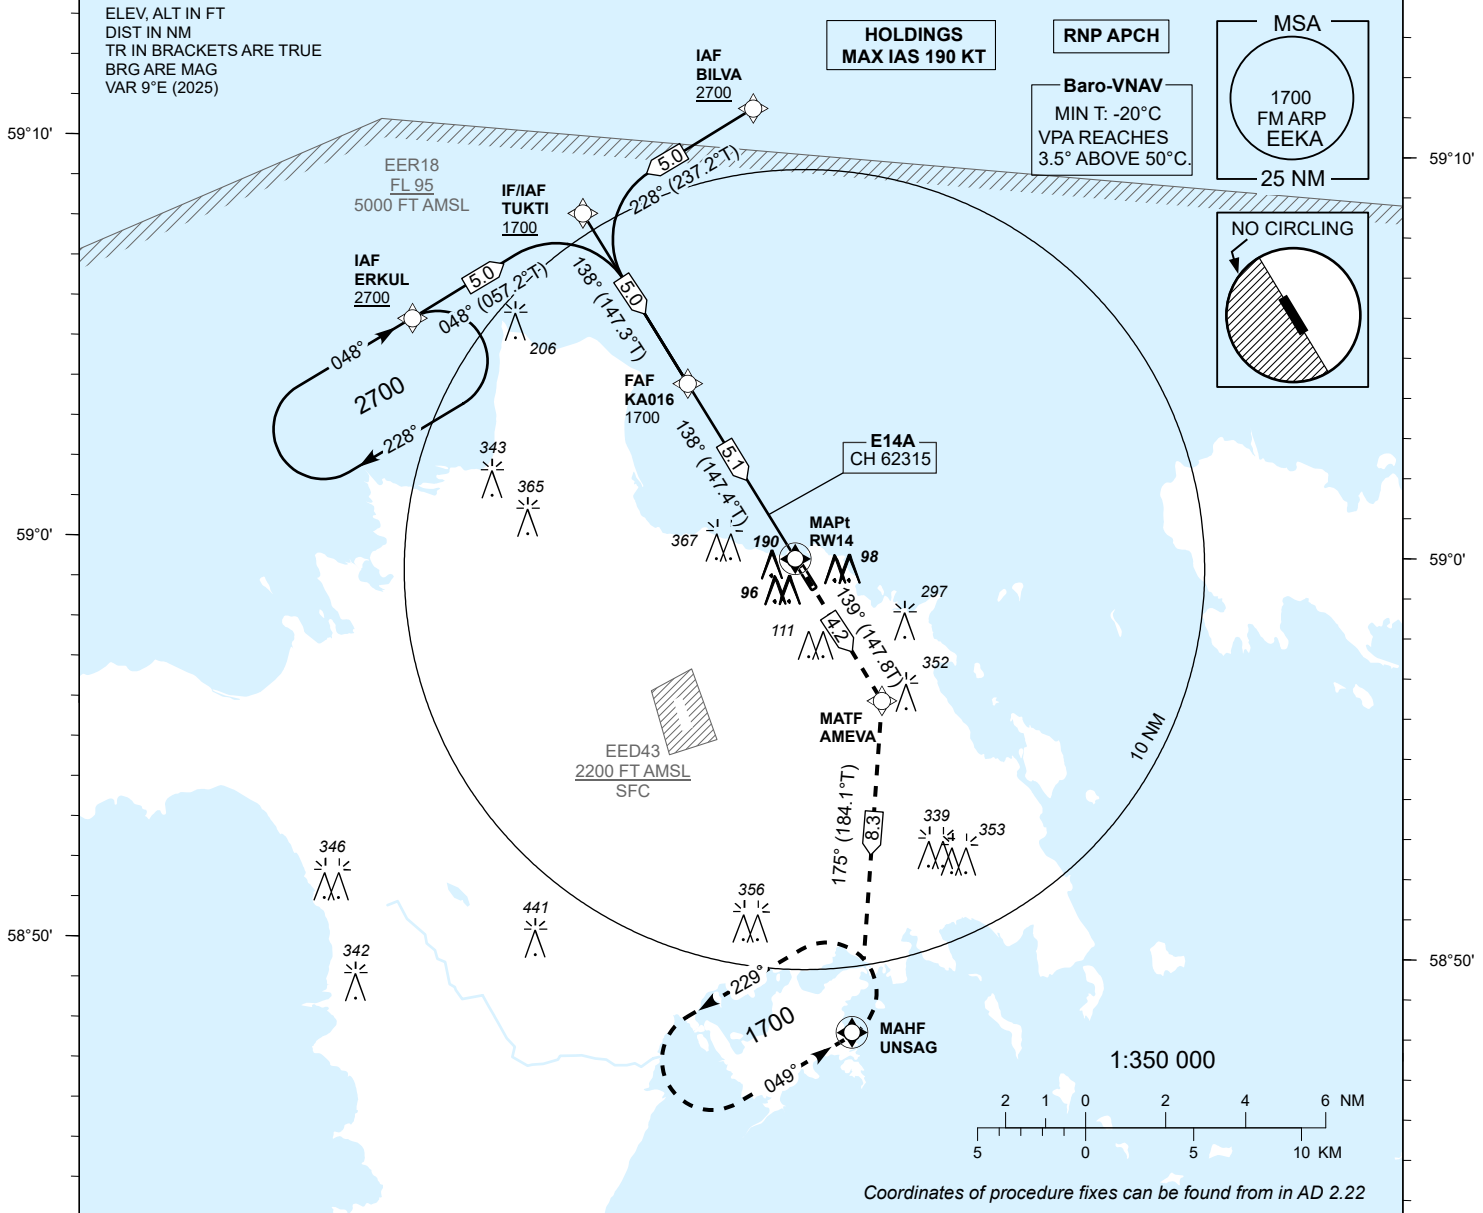 ELEV, ALT IN FT
DIST IN NM
TR IN BRACKETS ARE TRUE
BRG ARE MAG
VAR 9°E (2025)
HOLDINGS
MAX IAS 190 KT
RNP APCH
Baro-VNAV
MIN T: -20°C
VPA REACHES
3.5° ABOVE 50°C.
MSA
1700
FM ARP
EEKA
25 NM
NO CIRCLING
IAF
BILVA
2700
5.0
228° (237.2°T)
59°10'
59°10'
EER18
FL 95
5000 FT AMSL
IF/IAF
TUKTI
1700
IAF
ERKUL
2700
5.0
048° (057.2°T)
138° (147.3°T)
5.0
206
048°
2700
228°
FAF
KA016
1700
138° (147.4°T)
5.1
E14A
CH 62315
343
365
367
190
MAPt
RW14
98
96
59°0'
59°0'
111
139° (147.8T)
4.2
297
352
MATF
AMEVA
EED43
2200 FT AMSL
SFC
10 NM
175° (184.1°T)
8.3
339
4
353
346
441
356
342
58°50'
58°50'
229°
1700
049°
MAHF
UNSAG
1:350 000
2 1 0 2 4 6 NM
5 0 5 10 KM
Coordinates of procedure fixes can be found from in AD 2.22